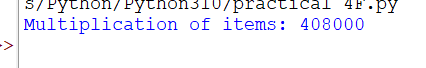 s/Python/Python310/practical 4F.py
Multiplication of items: 408000
>